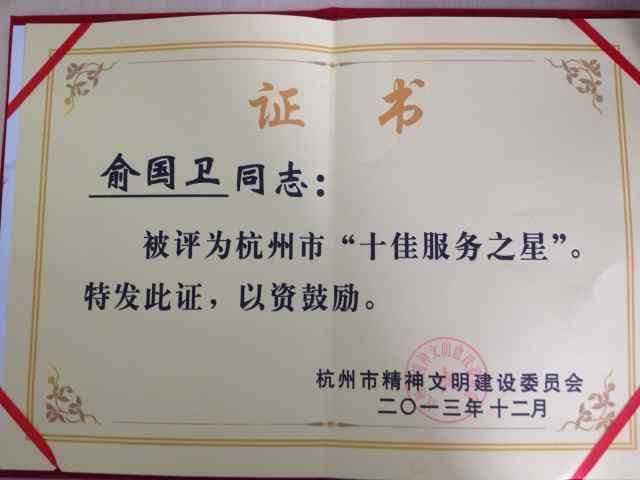 证书
俞国卫同志：
被评为杭州市“十佳服务之星”。
特发此证，以资鼓励。
杭州市精神文明建设委员会
二〇一三年十二月